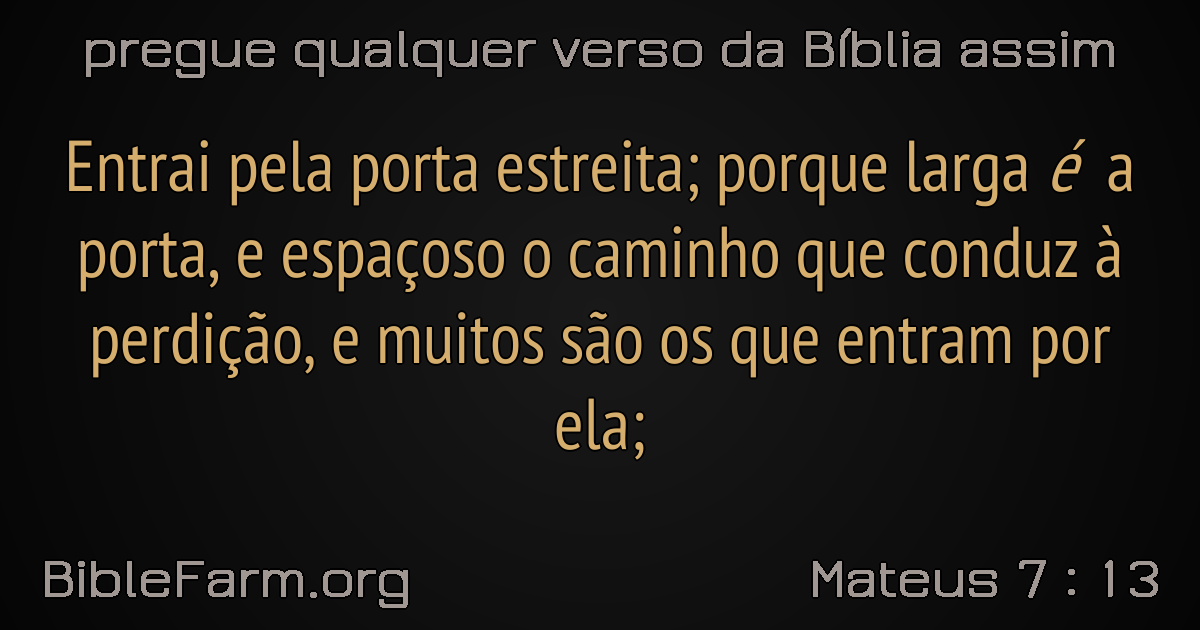 pregue qualquer verso da Bíblia assim
Entrai pela porta estreita; porque larga é a
porta, e espaçoso o caminho que conduz à
perdição, e muitos são os que entram por
ela;
BibleFarm.org
Mateus 7 : 13